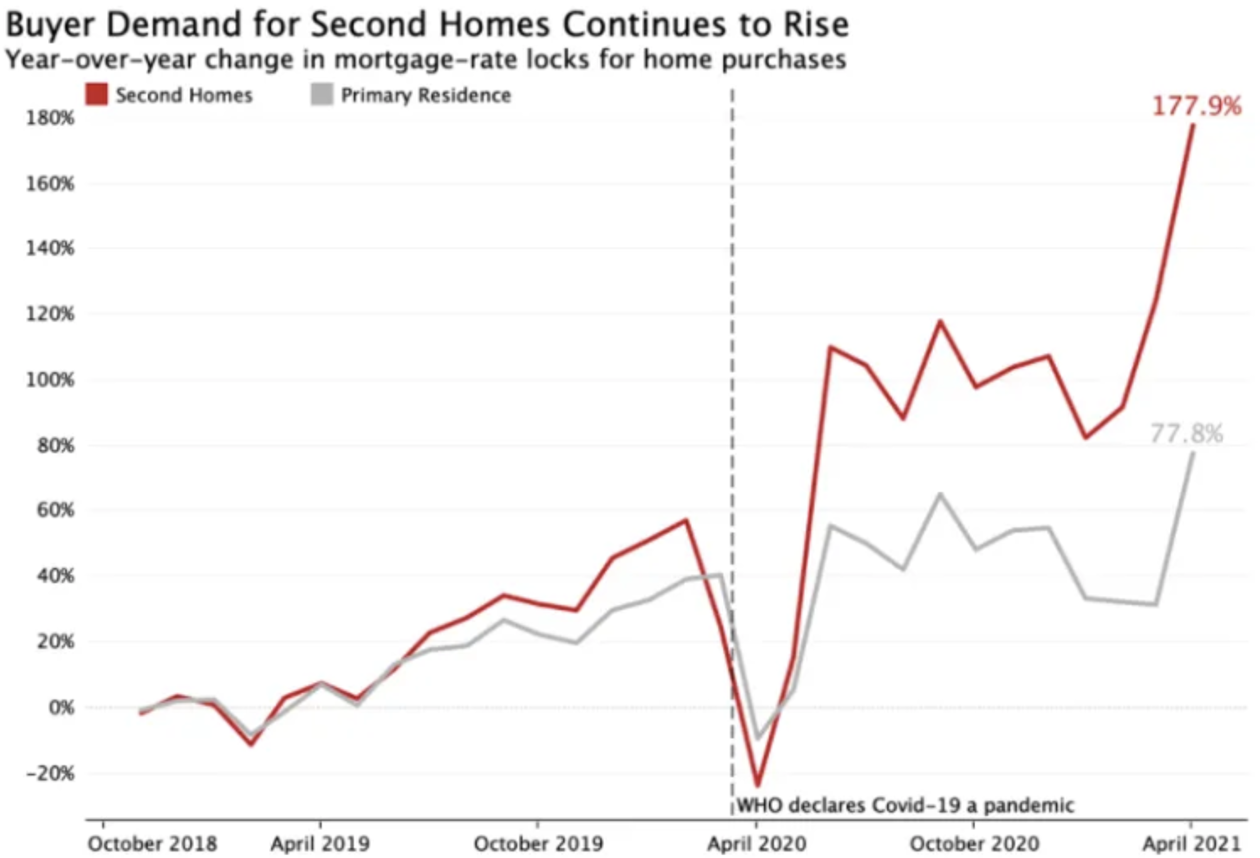 Buyer Demand for Second Homes Continues to Rise
Year-over-year change in mortgage-rate locks for home purchases
Second Homes Primary Residence
177.9%
180%
160%
140%
120%
100%
80%
77.8%
60%
40%
20%
0%
-20%
WHO declares Covid-19 a pandemic
October 2018 April 2019 October 2019 April 2020 October 2020 April 2021